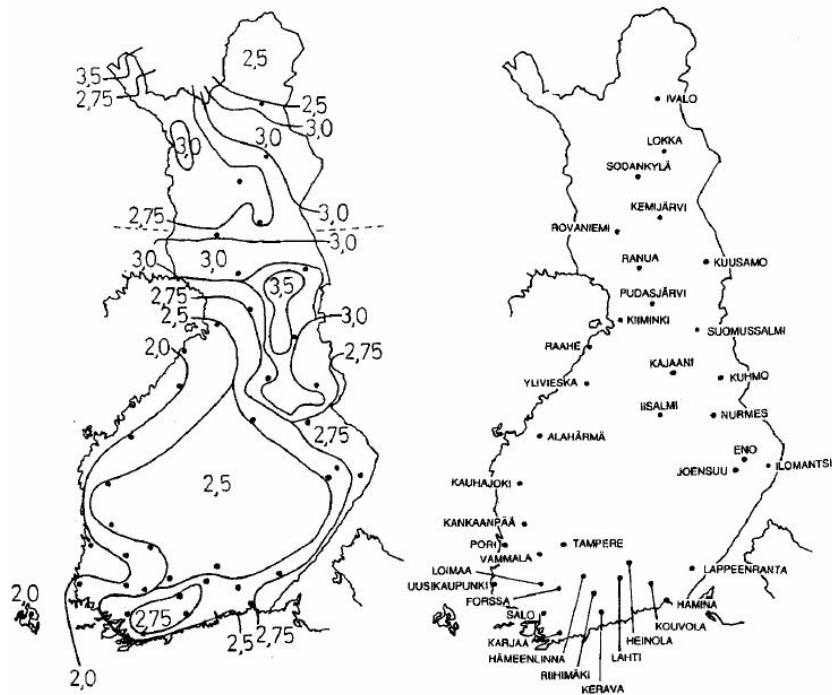 2,5
3,5
2,75
2,5
3,0
3,0
3,0
2,75
3,0
3,0
3,0
3,0
3,5
2,75
2,5
3,0
2,0
2,75
2,75
2,5
2,0
2,75
2,5
2,75
2,0
IVALO
LOKKA
SODANKYLÄ
KEMIJÄRVI
ROVANIEMI
RANUA
KUUSAMO
PUDASJÄRVI
KIIMINKI
SUOMUSSALMI
RAAHE
KAJAANI
YLIVIESKA
KUHMO
IISALMI
NURMES
ALAHÄRMÄ
ENO
ILOMANTSI
JOENSUU
KAUHAJOKI
KANKAANPÄÄ
PORI
TAMPERE
VAMMALA
LOIMAA
LAPPEENRANTA
UUSIKAUPUNKI
FORSSA
HAMINA
SALO
KOUVOLA
KARJAA
HEINOLA
HÄMEENLINNA
LAHTI
RIIHIMÄKI
KERAVA